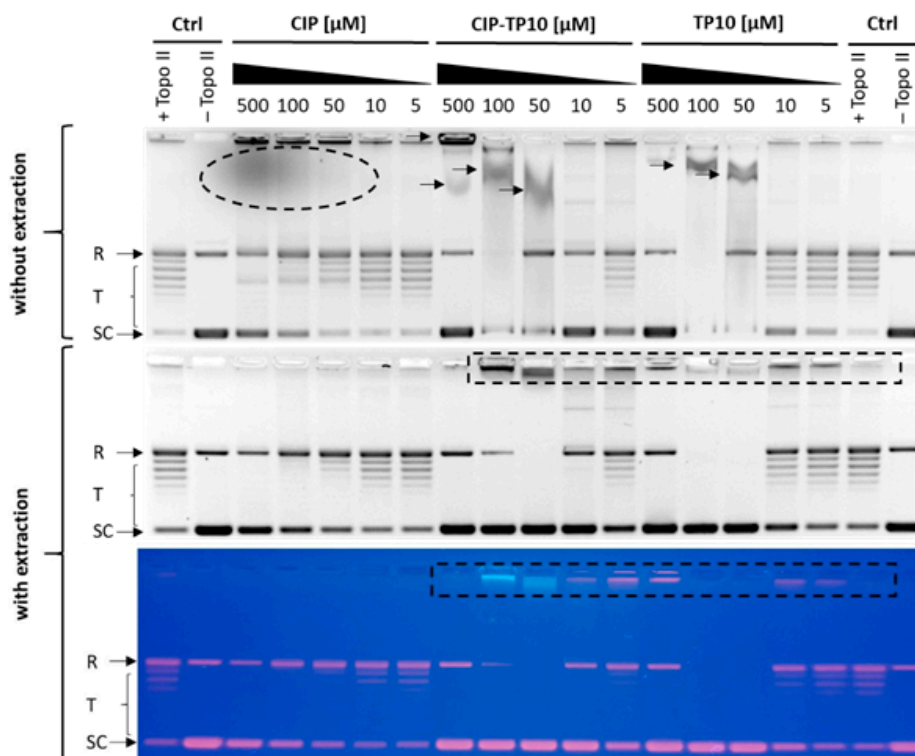 Ctrl CIP [µM] CIP-TP10 [µM] TP10 [µM] Ctrl
+ Topo II – Topo II 500 100 50 10 5 500 100 50 10 5 500 100 50 10 5 + Topo II – Topo II
without extraction
R
T
SC
with extraction
R
T
SC
R
T
SC